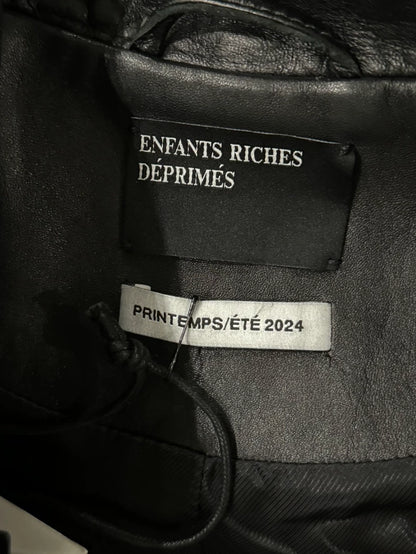 ENFANTS RICHES
DÉPRIMÉS
PRINTEMPS/ÉTÉ 2024